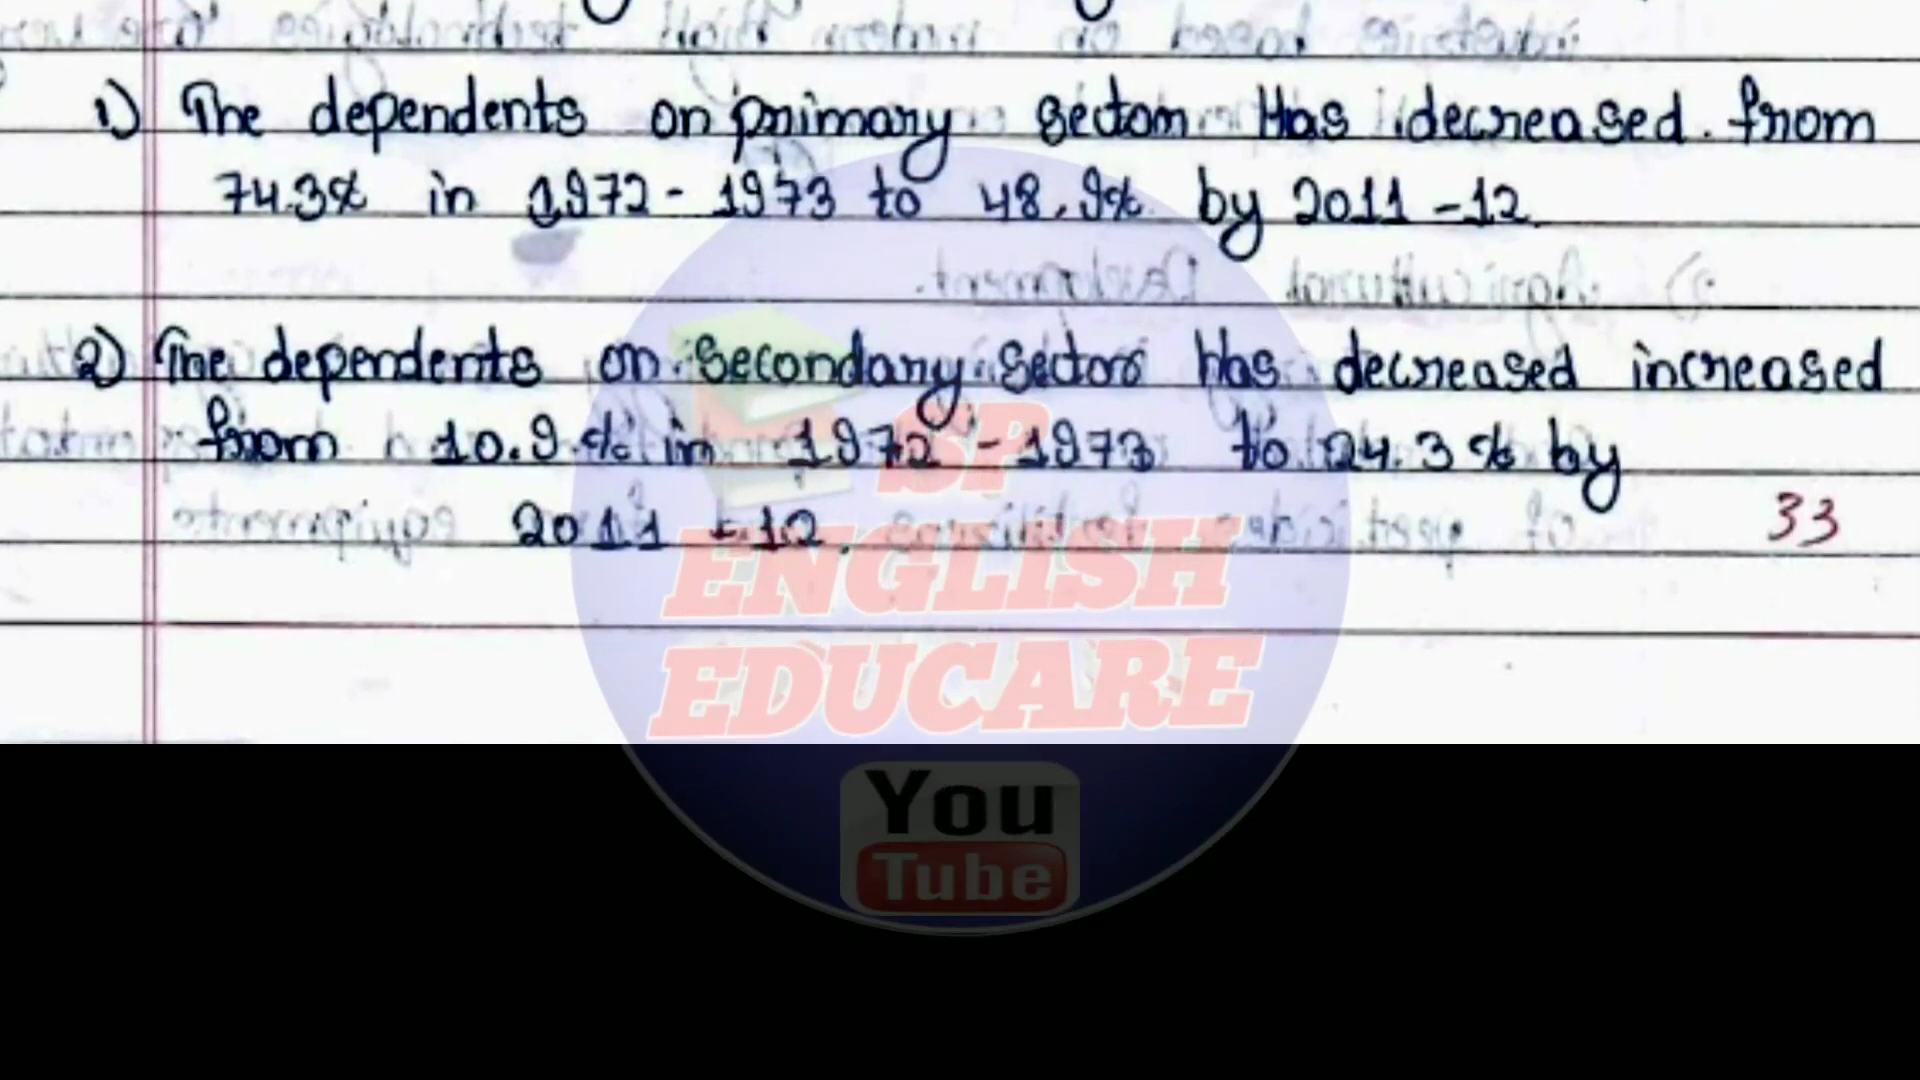 1) The dependents on primary sector Has decreased from
74.3% in 1972 - 1973 to 48.9% by 2011 - 12.
2) The dependents on secondary sector Has decreased increased
from 10.9% in 1972 - 1973 to 24.3% by
2011 - 12.
33
SP
ENGLISH
EDUCARE
You
Tube